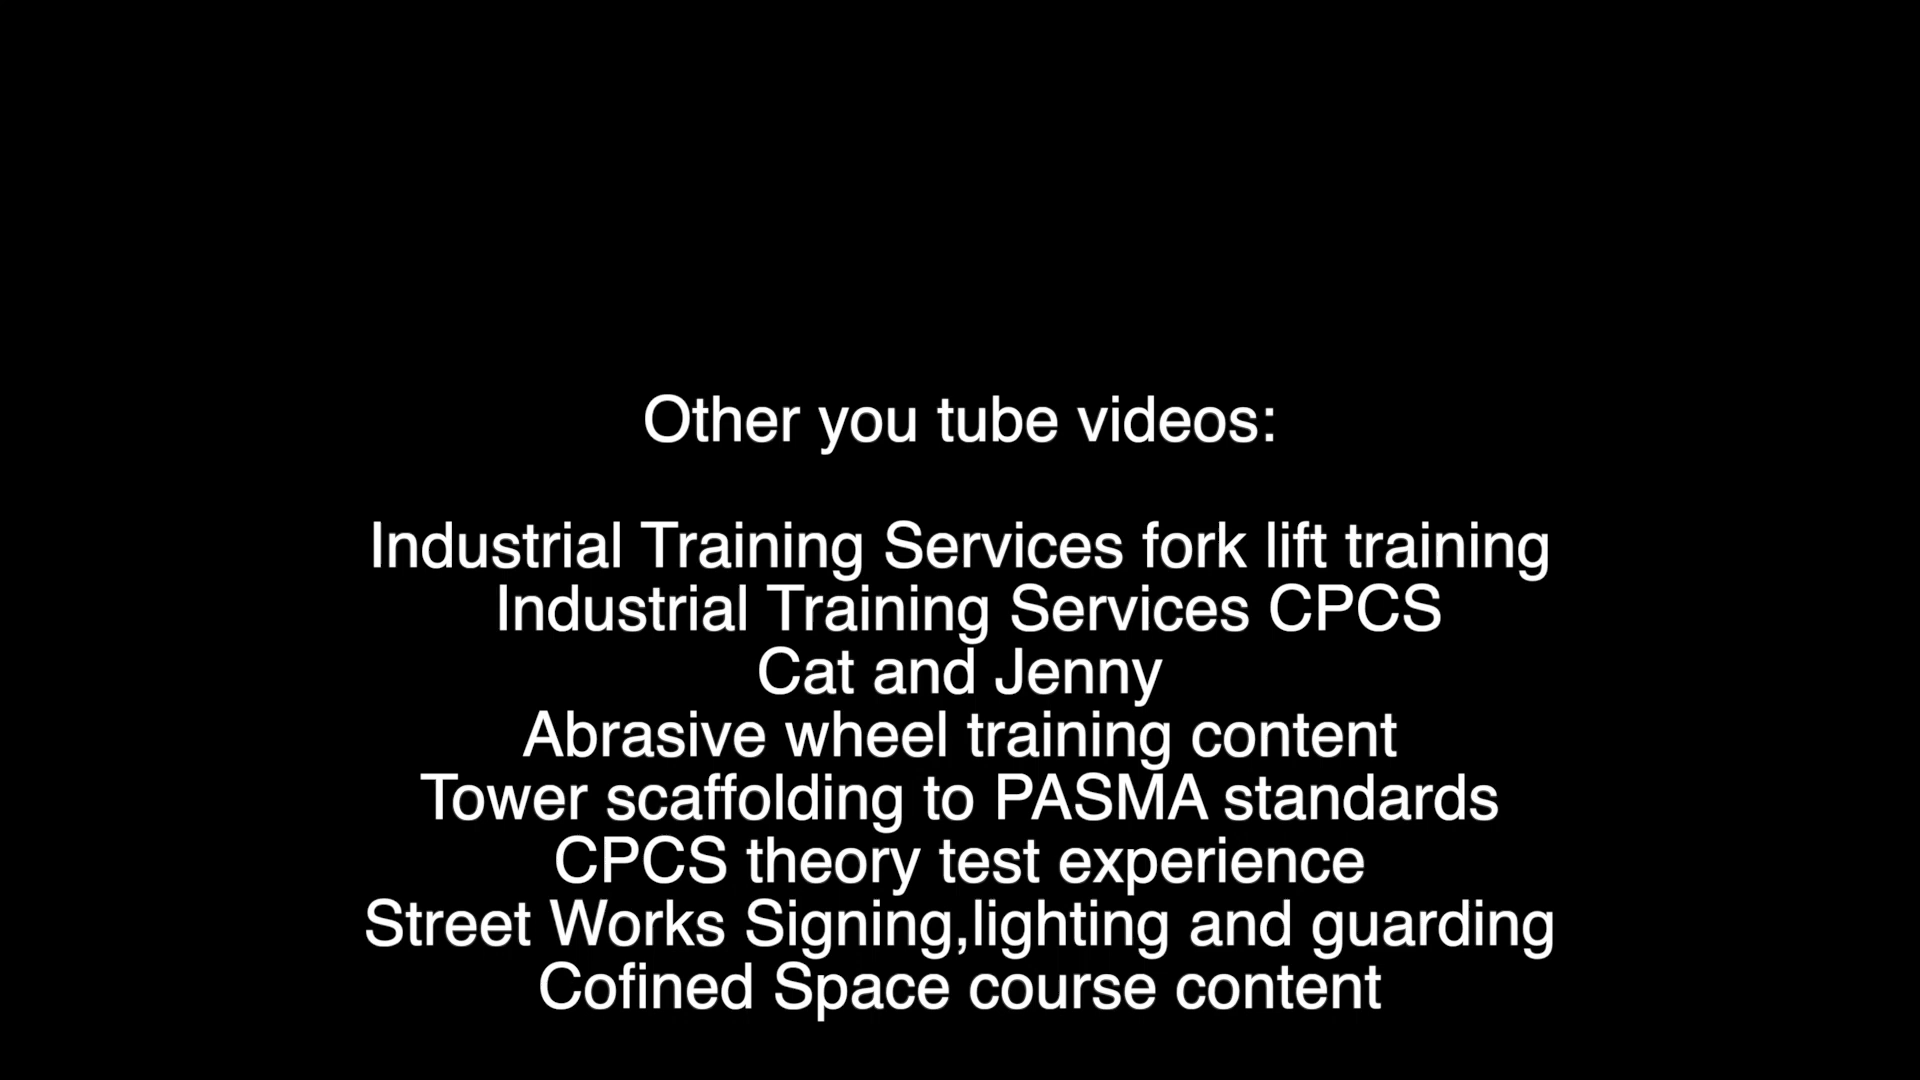 Other you tube videos:
Industrial Training Services fork lift training
Industrial Training Services CPCS
Cat and Jenny
Abrasive wheel training content
Tower scaffolding to PASMA standards
CPCS theory test experience
Street Works Signing,lighting and guarding
Cofined Space course content